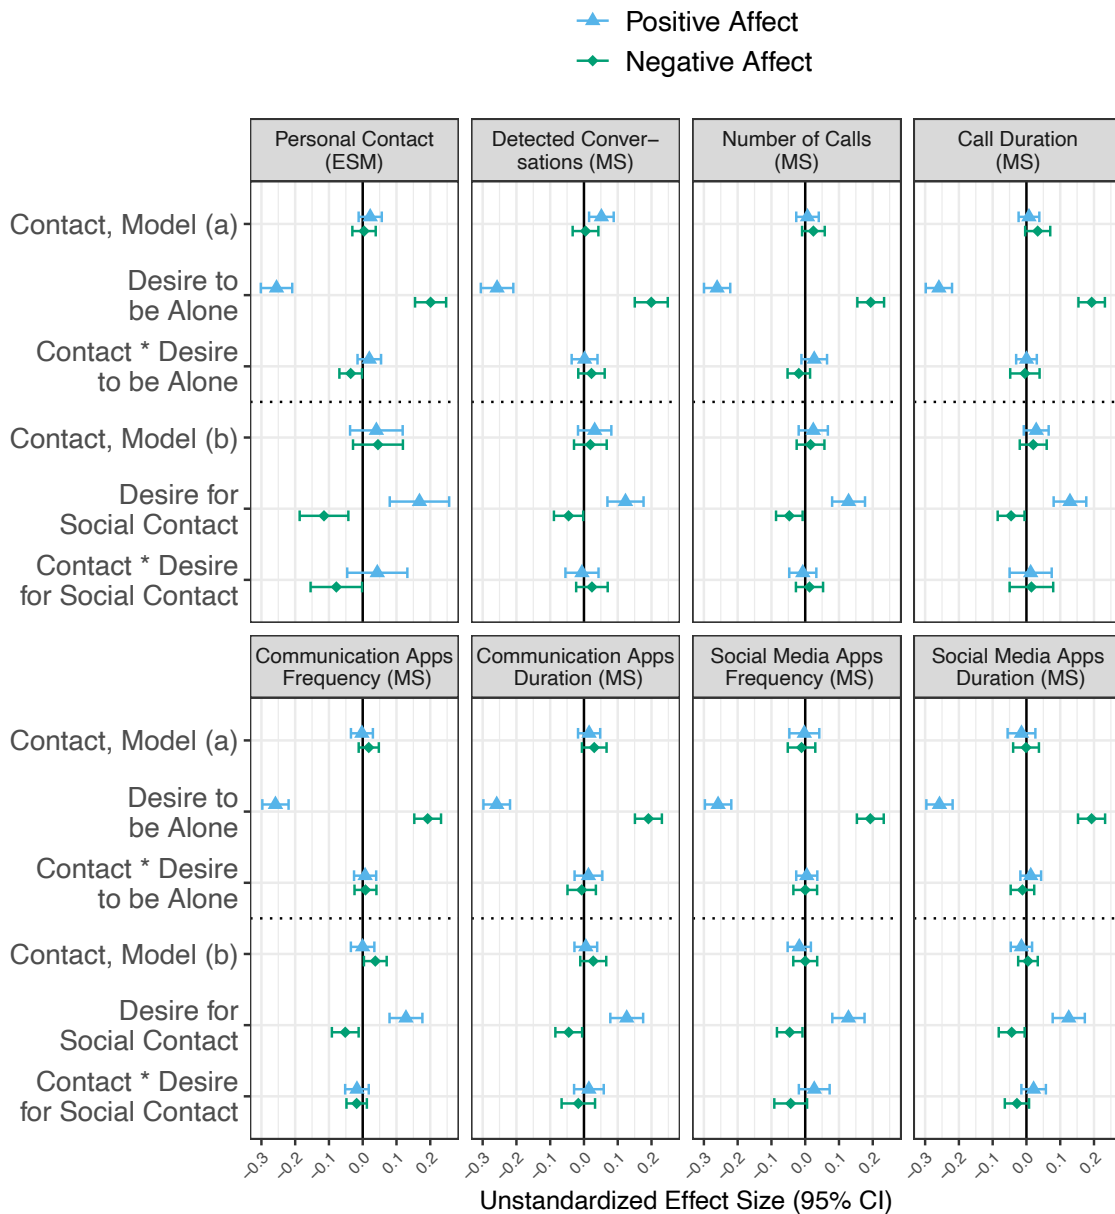 Positive Affect
Negative Affect
Personal Contact
(ESM)
Detected Conver–
sations (MS)
Number of Calls
(MS)
Call Duration
(MS)
Contact, Model (a)
Desire to
be Alone
Contact * Desire
to be Alone
Contact, Model (b)
Desire for
Social Contact
Contact * Desire
for Social Contact
Communication Apps
Frequency (MS)
Communication Apps
Duration (MS)
Social Media Apps
Frequency (MS)
Social Media Apps
Duration (MS)
Contact, Model (a)
Desire to
be Alone
Contact * Desire
to be Alone
Contact, Model (b)
Desire for
Social Contact
Contact * Desire
for Social Contact
−0.3 −0.2 −0.1 0.0 0.1 0.2 −0.3 −0.2 −0.1 0.0 0.1 0.2 −0.3 −0.2 −0.1 0.0 0.1 0.2 −0.3 −0.2 −0.1 0.0 0.1 0.2
Unstandardized Effect Size (95% CI)